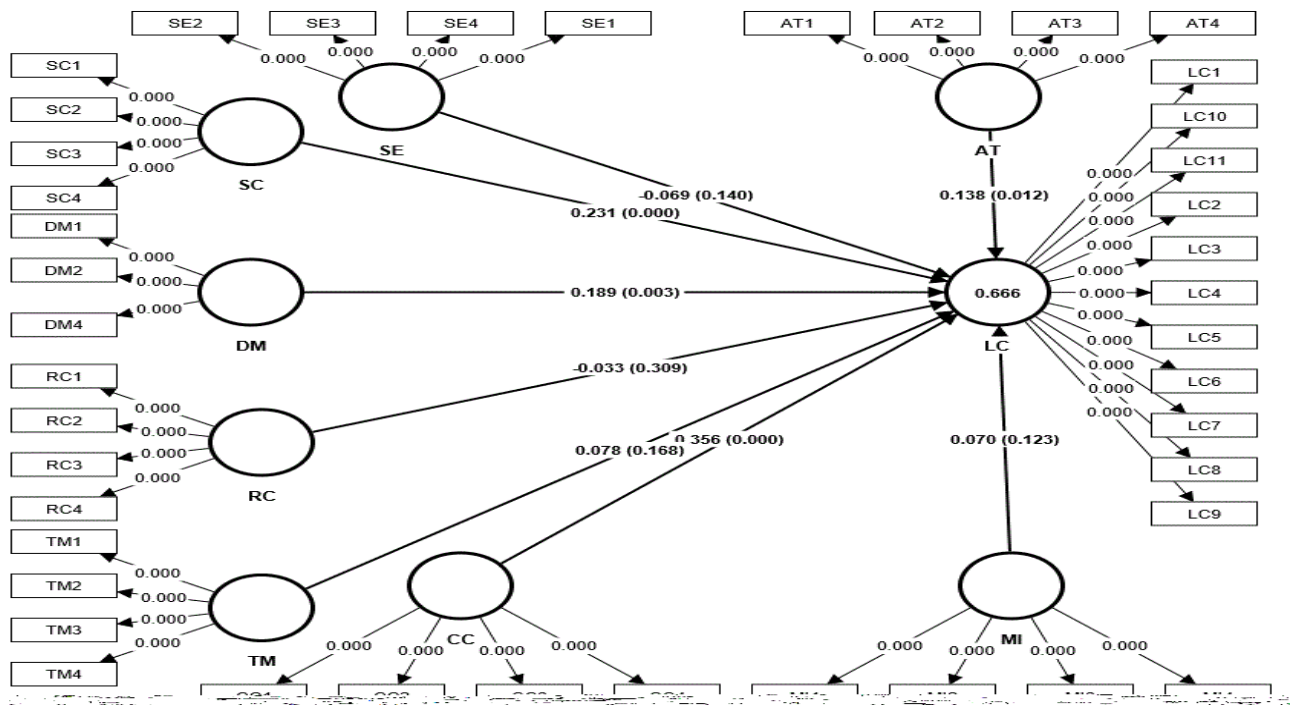 SE2 SE3 SE4 SE1 AT1 AT2 AT3 AT4
0.000 0.000 0.000 0.000 0.000 0.000 0.000 0.000
SC1
SC2
SC3
SC4
0.000
0.000
0.000
0.000
SC
SE
AT
DM1
DM2
DM4
0.000
0.000
0.000
DM
RC1
RC2
RC3
RC4
0.000
0.000
0.000
0.000
RC
TM1
TM2
TM3
TM4
0.000
0.000
0.000
0.000
TM
-0.069 (0.140)
0.231 (0.000)
0.138 (0.012)
0.189 (0.003)
-0.033 (0.309)
0.078 (0.168)
0.356 (0.000)
0.070 (0.123)
0.666
LC
LC1
LC10
LC11
LC2
LC3
LC4
LC5
LC6
LC7
LC8
LC9
0.000
0.000
0.000
0.000
0.000
0.000
0.000
0.000
0.000
0.000
0.000
CC
0.000 0.000 0.000 0.000
MI
0.000 0.000 0.000 0.000